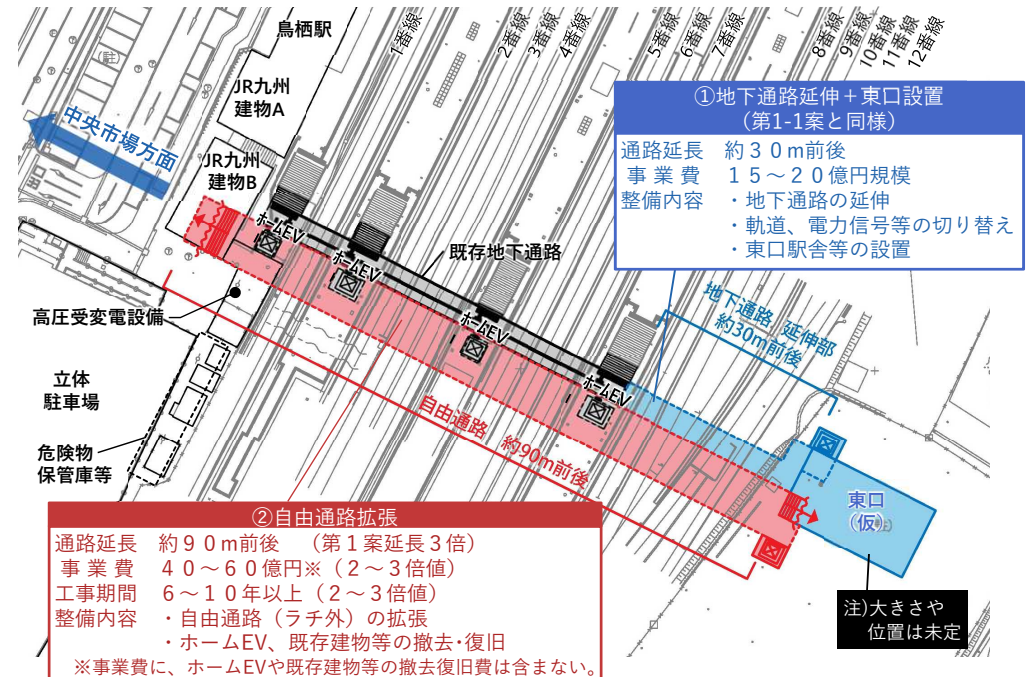 鳥栖駅
1番線
2番線
3番線
4番線
5番線
6番線
7番線
8番線
9番線
10番線
11番線
12番線
JR九州
建物A
JR九州
建物B
中央市場方面
①地下通路延伸+東口設置
(第1-1案と同様)
通路延長 約30m前後
事業費 15~20億円規模
整備内容 ・地下通路の延伸
・軌道、電力信号等の切り替え
・東口駅舎等の設置
ホームEV
ホームEV
ホームEV
ホームEV
既存地下通路
高圧受変電設備
地下通路 延伸部
約30m前後
立体
駐車場
自由通路 約90m前後
危険物
保管庫等
東口
(仮)
②自由通路拡張
通路延長 約90m前後 (第1案延長3倍)
事業費 40~60億円※(2~3倍値)
工事期間 6~10年以上(2~3倍値)
整備内容 ・自由通路(ラチ外)の拡張
・ホームEV、既存建物等の撤去・復旧
※事業費に、ホームEVや既存建物等の撤去復旧費は含まない。
注)大きさや
位置は未定